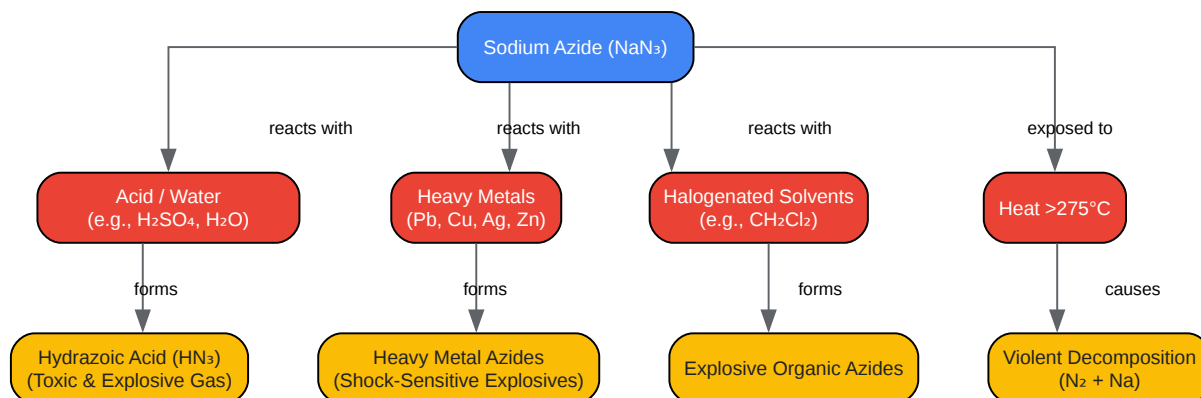 Sodium Azide (NaN₃)
reacts with
reacts with
reacts with
exposed to
Acid / Water
(e.g., H₂SO₄, H₂O)
Heavy Metals
(Pb, Cu, Ag, Zn)
Halogenated Solvents
(e.g., CH₂Cl₂)
Heat >275°C
forms
forms
forms
causes
Hydrazoic Acid (HN₃)
(Toxic & Explosive Gas)
Heavy Metal Azides
(Shock-Sensitive Explosives)
Explosive Organic Azides
Violent Decomposition
(N₂ + Na)